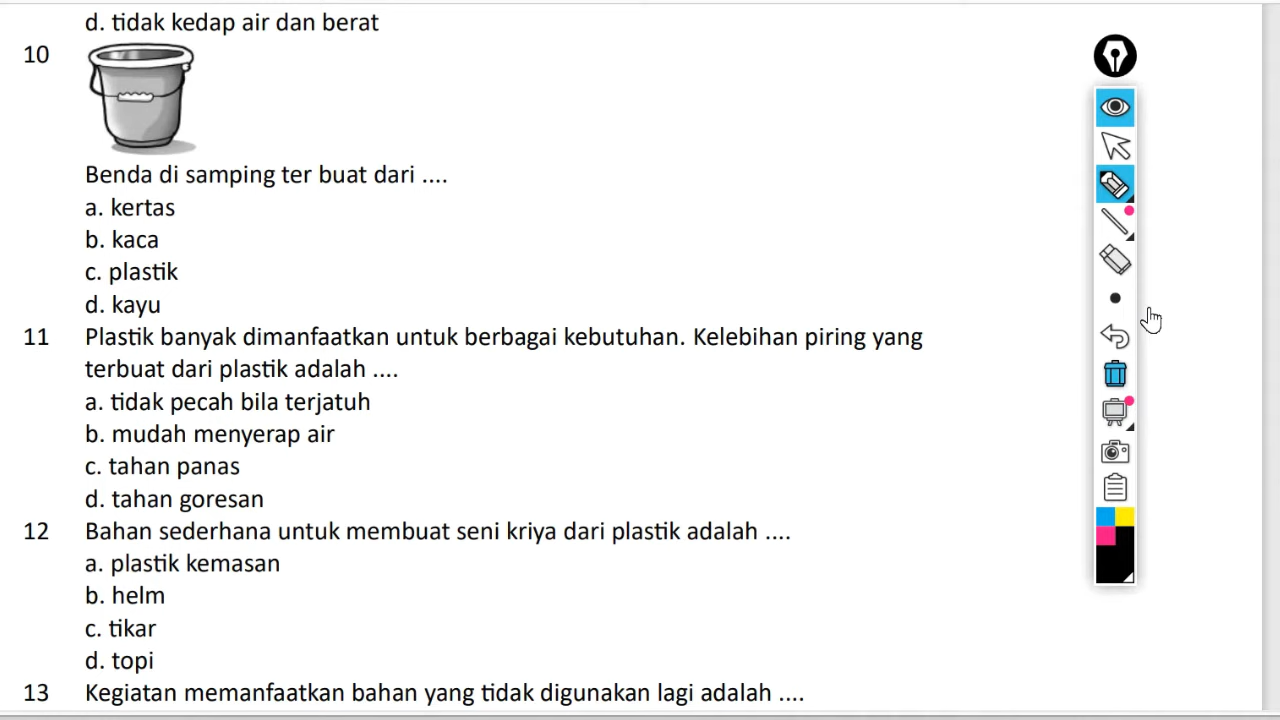 d. tidak kedap air dan berat
10
Benda di samping ter buat dari ....
a. kertas
b. kaca
c. plastik
d. kayu
11 Plastik banyak dimanfaatkan untuk berbagai kebutuhan. Kelebihan piring yang
terbuat dari plastik adalah ....
a. tidak pecah bila terjatuh
b. mudah menyerap air
c. tahan panas
d. tahan goresan
12 Bahan sederhana untuk membuat seni kriya dari plastik adalah ....
a. plastik kemasan
b. helm
c. tikar
d. topi
13 Kegiatan memanfaatkan bahan yang tidak digunakan lagi adalah ....